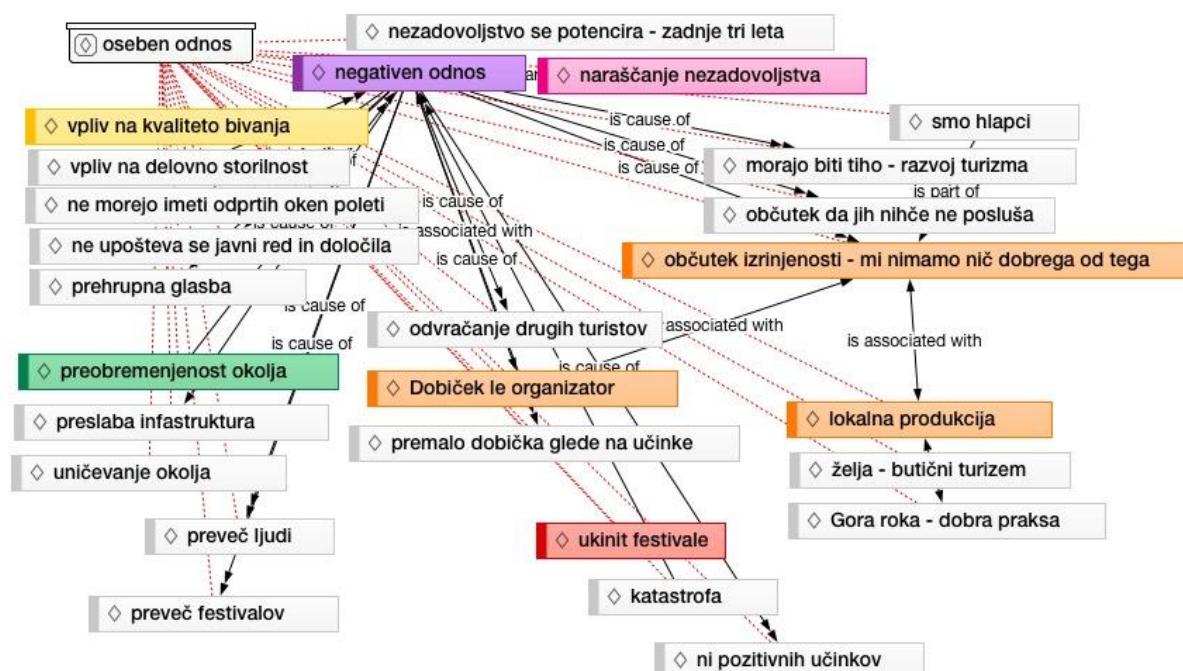 oseben odnos
nezadovoljstvo se potencira - zadnje tri leta
negativen odnos
naraščanje nezadovoljstva
vpliv na kvaliteto bivanja
smo hlapci
is cause of
vpliv na delovno storilnost
is cause of
morajo biti tiho - razvoj turizma
is cause of
is part of
ne morejo imeti odprtih oken poleti
is cause of
občutek da jih nihče ne posluša
ne upošteva se javni red in določila
is associated with
is cause of
občutek izrinjenosti - mi nimamo nič dobrega od tega
prehrupna glasba
is cause of
odvračanje drugih turistov
associated with
is cause of
is associated with
preobremenjenost okolja
is cause of
Dobiček le organizator
preslaba infastruktura
lokalna produkcija
premalo dobička glede na učinke
uničevanje okolja
želja - butični turizem
preveč ljudi
Gora roka - dobra praksa
ukinit festivale
preveč festivalov
katastrofa
ni pozitivnih učinkov